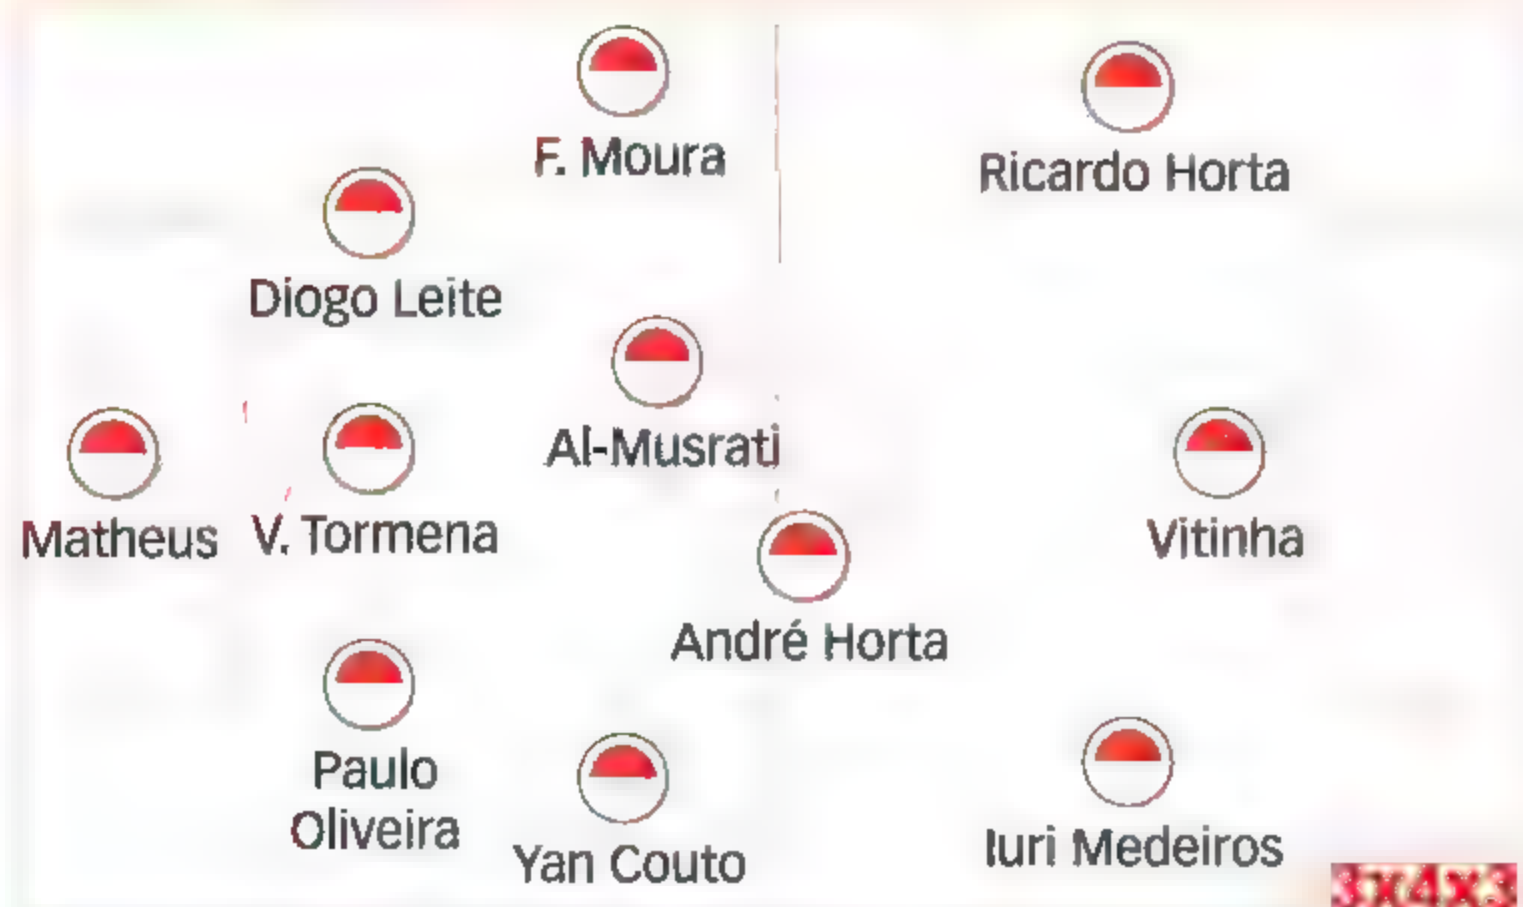 F. Moura
Ricardo Horta
Diogo Leite
Al-Musrati
Matheus
V. Tormena
Vitinha
André Horta
Paulo
Oliveira
Yan Couto
Iuri Medeiros
3X4X3